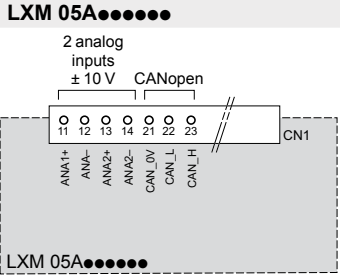 LXM 05A●●●●●●
2 analog
inputs
± 10 V CANopen
11 12 13 14 21 22 23
CN1
ANA1+
ANA–
ANA2+
ANA2–
CAN_0V
CAN_L
CAN_H
LXM 05A●●●●●●